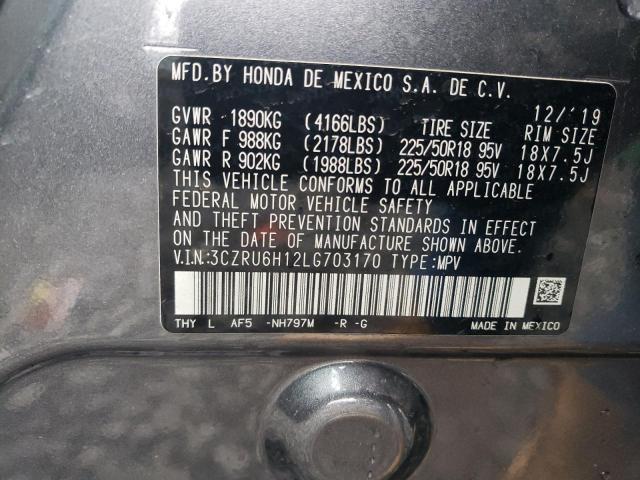 MFD.BY HONDA DE MEXICO S.A. DE C.V.
12/'19
GVWR 1890KG (4166LBS) TIRE SIZE RIM SIZE
GAWR F 988KG (2178LBS) 225/50R18 95V 18X7.5J
GAWR R 902KG (1988LBS) 225/50R18 95V 18X7.5J
THIS VEHICLE CONFORMS TO ALL APPLICABLE
FEDERAL MOTOR VEHICLE SAFETY
AND THEFT PREVENTION STANDARDS IN EFFECT
ON THE DATE OF MANUFACTURE SHOWN ABOVE.
V.I.N:3CZRU6H12LG703170 TYPE:MPV
THY L AF5 -NH797M -R -G MADE IN MEXICO